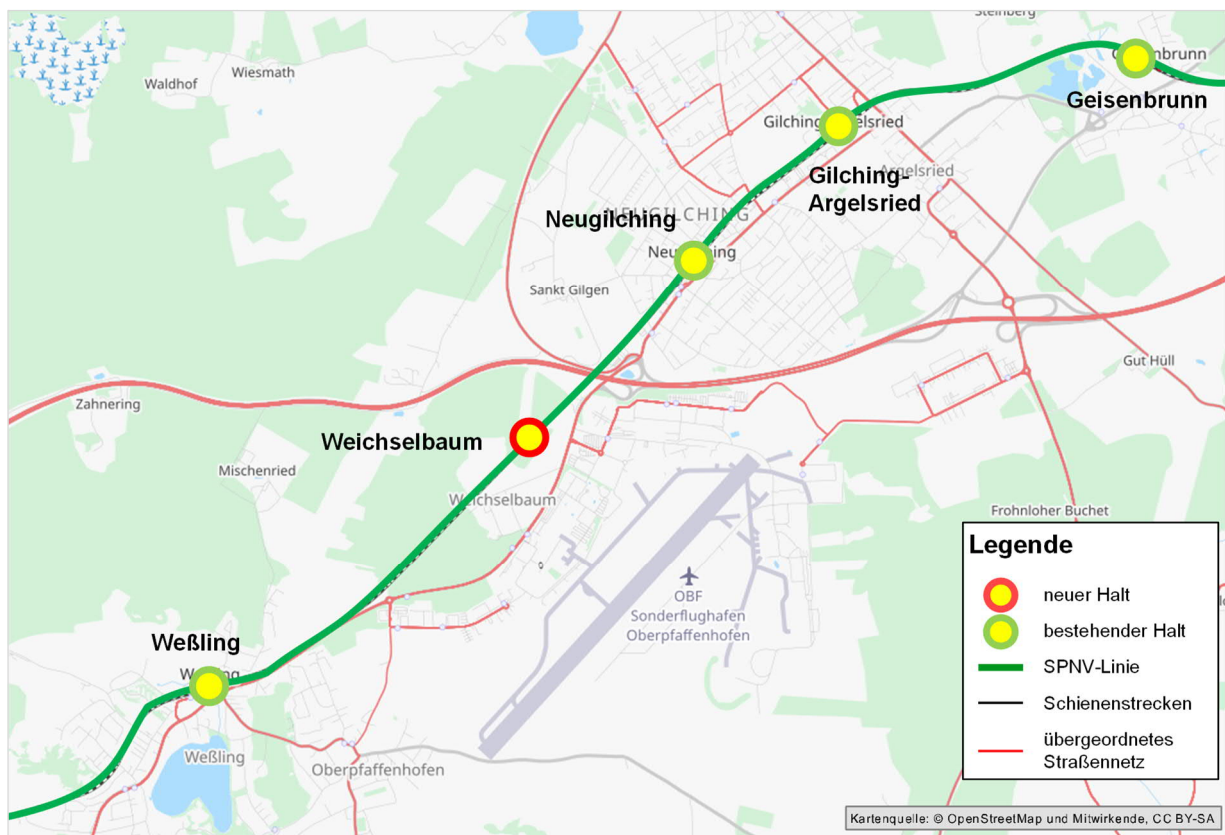 Steinberg
Waldhof
Wiesmath
Geisenbrunn
Gilching-
Argelsried
Argelsried
Neugilching
NEUGILCHING
Sankt Gilgen
Gut Hüll
Zahnering
Weichselbaum
Mischenried
Weichselbaum
Frohnloher Buchet
OBF
Sonderflughafen
Oberpfaffenhofen
Weßling
Weßling
Oberpfaffenhofen
Legende
neuer Halt
bestehender Halt
SPNV-Linie
Schienenstrecken
übergeordnetes
Straßennetz
Kartenquelle: © OpenStreetMap und Mitwirkende, CC BY-SA